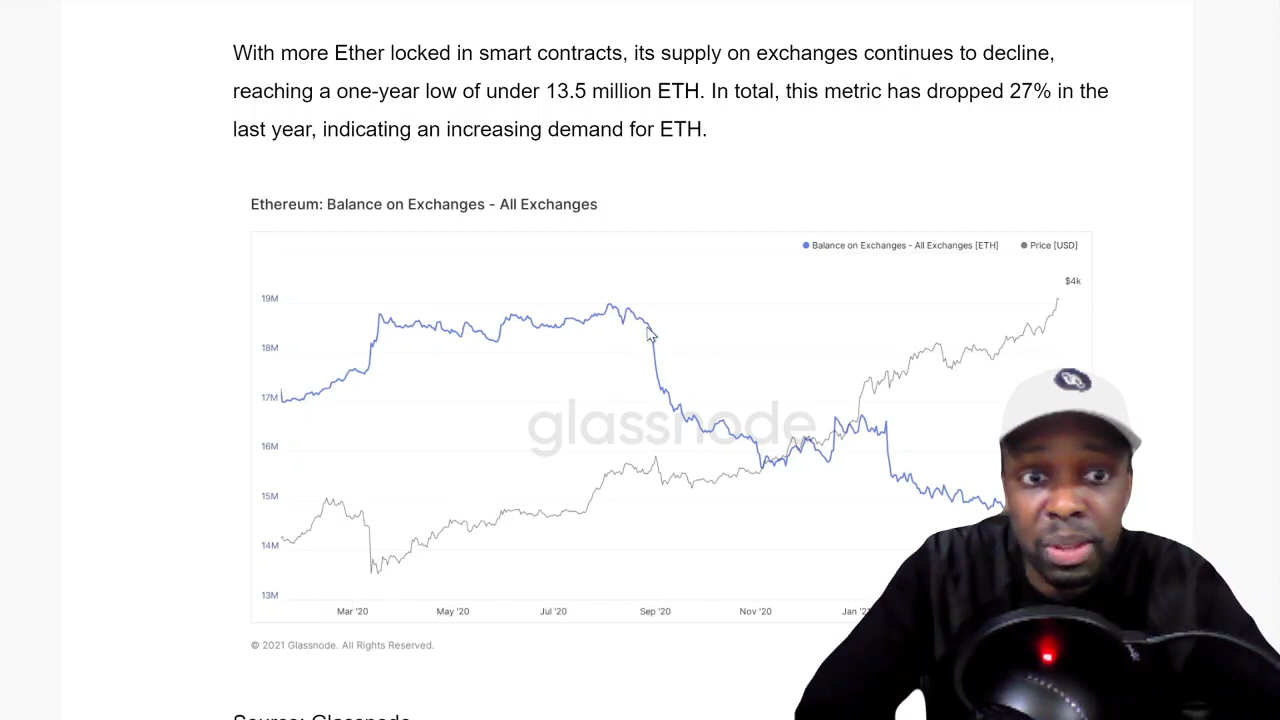 With more Ether locked in smart contracts, its supply on exchanges continues to decline,
reaching a one-year low of under 13.5 million ETH. In total, this metric has dropped 27% in the
last year, indicating an increasing demand for ETH.
Ethereum: Balance on Exchanges - All Exchanges
Balance on Exchanges - All Exchanges [ETH] Price [USD]
$4k
19M
18M
17M
glassnode
16M
15M
14M
13M
Mar '20 May '20 Jul '20 Sep '20 Nov '20 Jan '2
© 2021 Glassnode. All Rights Reserved.
Source: Glassnode